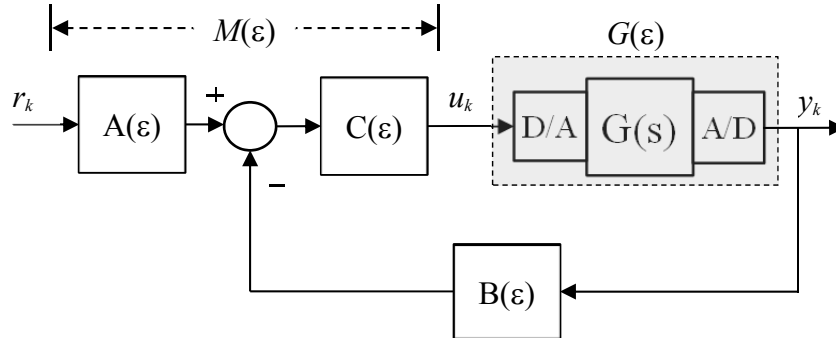 M(ε)
G(ε)
r_k
A(ε)
+
−
C(ε)
u_k
D/A
G(s)
A/D
y_k
B(ε)